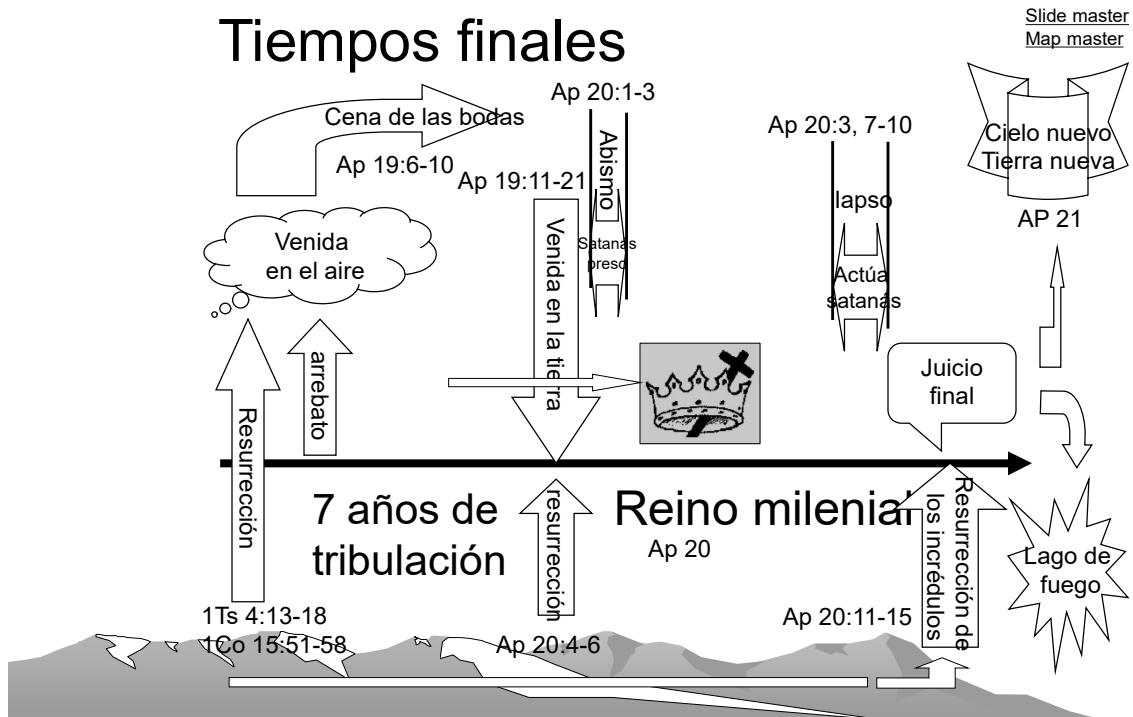 Tiempos finales
Slide master
Map master
Ap 20:1-3
Cena de las bodas
Ap 19:6-10
Ap 19:11-21
Abismo
Satanás
preso
Ap 20:3, 7-10
lapso
Actúa
satanás
Cielo nuevo
Tierra nueva
AP 21
Venida
en el aire
Venida en la tierra
arrebato
Resurrección
Juicio
final
7 años de
tribulación
resurrección
Reino milenial
Ap 20
Resurrección de
los incrédulos
Lago de
fuego
1Ts 4:13-18
1Co 15:51-58
Ap 20:4-6
Ap 20:11-15